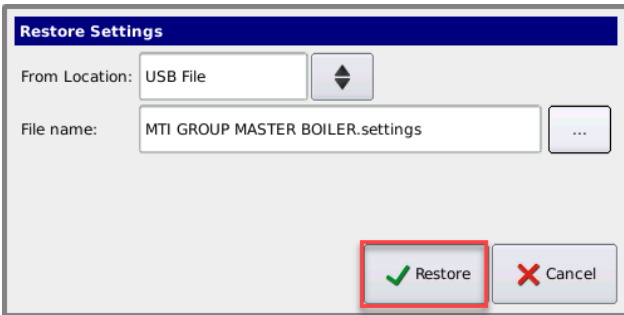 Restore Settings
From Location: USB File
File name: MTI GROUP MASTER BOILER.settings ...
Restore Cancel